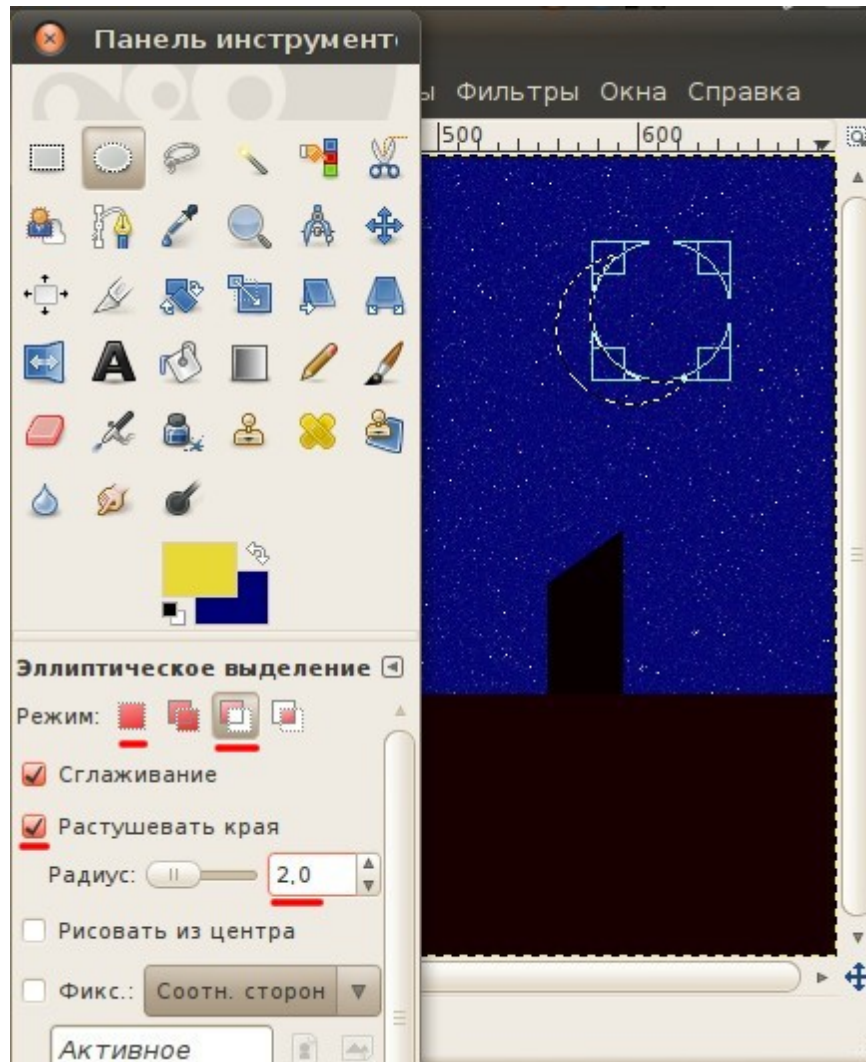 Панель инструменто
ы Фильтры Окна Справка
500 600
Эллиптическое выделение
Режим:
Сглаживание
Растушевать края
Радиус: 2,0
Рисовать из центра
Фикс.: Соотн. сторон
Активное